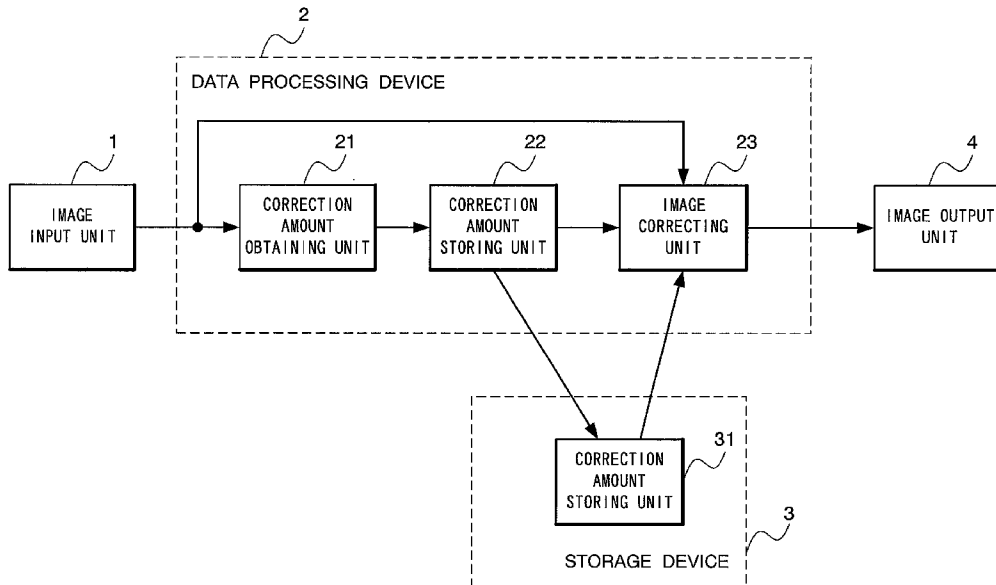 2
DATA PROCESSING DEVICE
1
21
22
23
4
IMAGE
INPUT UNIT
CORRECTION
AMOUNT
OBTAINING UNIT
CORRECTION
AMOUNT
STORING UNIT
IMAGE
CORRECTING
UNIT
IMAGE OUTPUT
UNIT
31
CORRECTION
AMOUNT
STORING UNIT
3
STORAGE DEVICE